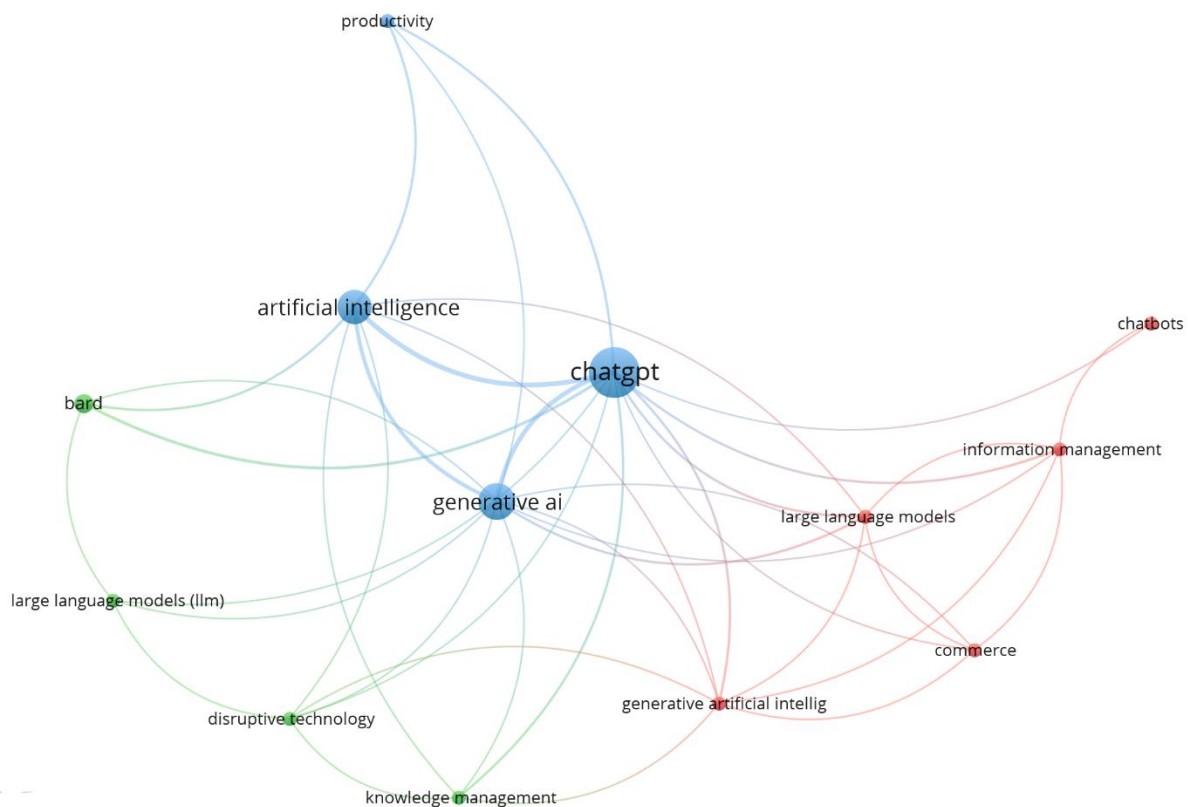 productivity
artificial intelligence
chatbots
chatgpt
bard
information management
generative ai
large language models
large language models (llm)
commerce
generative artificial intellig
disruptive technology
knowledge management